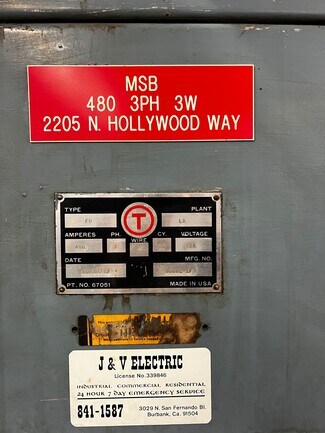 MSB
480 3PH 3W
2205 N. HOLLYWOOD WAY
TYPE PLANT
T
AMPERES PH. WIRE CY. VOLTAGE
DATE MFG. NO.
PT. NO. 67051 MADE IN USA
J & V ELECTRIC
License No. 339846
INDUSTRIAL COMMERCIAL RESIDENTIAL
24 HOUR 7 DAY EMERGENCY SERVICE
841-1587
3029 N. San Fernando Bl.
Burbank, Ca. 91504